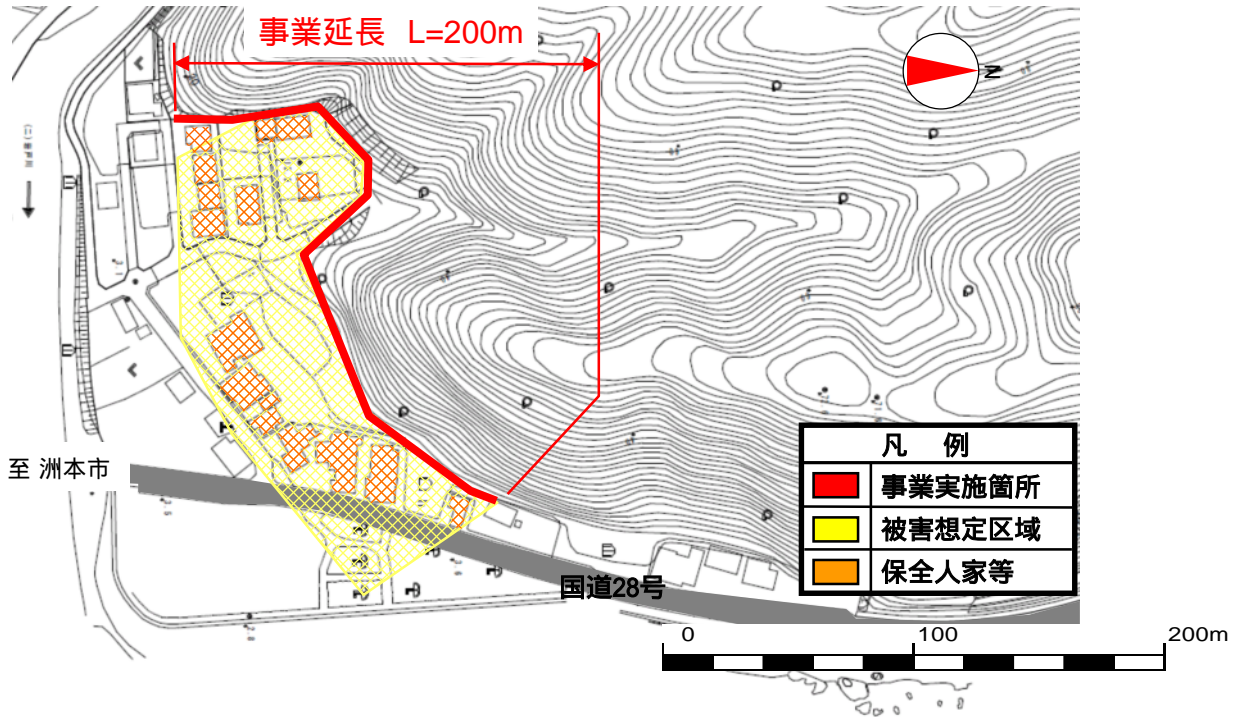 事業延長 L=200m
N
至 洲本市
国道28号
凡 例
事業実施箇所
被害想定区域
保全人家等
0 100 200m